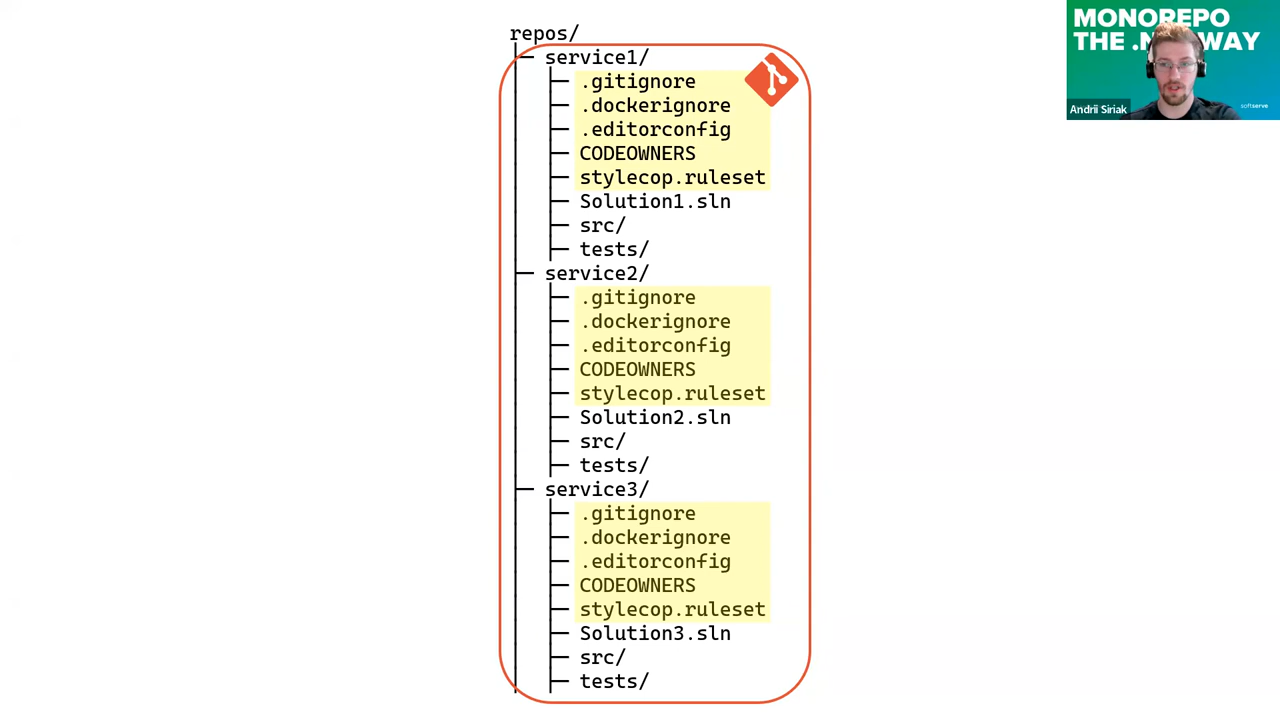 repos/
service1/
.gitignore
.dockerignore
.editorconfig
CODEOWNERS
stylecop.ruleset
Solution1.sln
src/
tests/
service2/
.gitignore
.dockerignore
.editorconfig
CODEOWNERS
stylecop.ruleset
Solution2.sln
src/
tests/
service3/
.gitignore
.dockerignore
.editorconfig
CODEOWNERS
stylecop.ruleset
Solution3.sln
src/
tests/
MONOREPO
THE WAY
Andrii Siriak
softserve